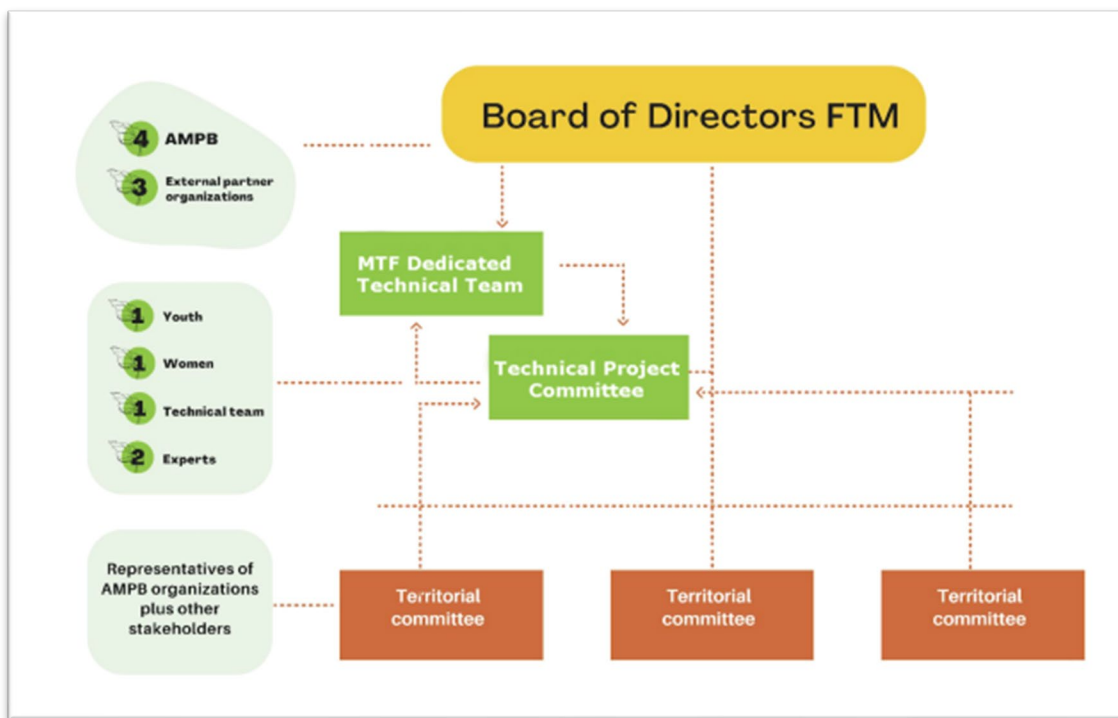 Board of Directors FTM
4 AMPB
3 External partner
organizations
MTF Dedicated
Technical Team
1 Youth
1 Women
1 Technical team
2 Experts
Technical Project
Committee
Representatives of
AMPB organizations
plus other
stakeholders
Territorial
committee
Territorial
committee
Territorial
committee